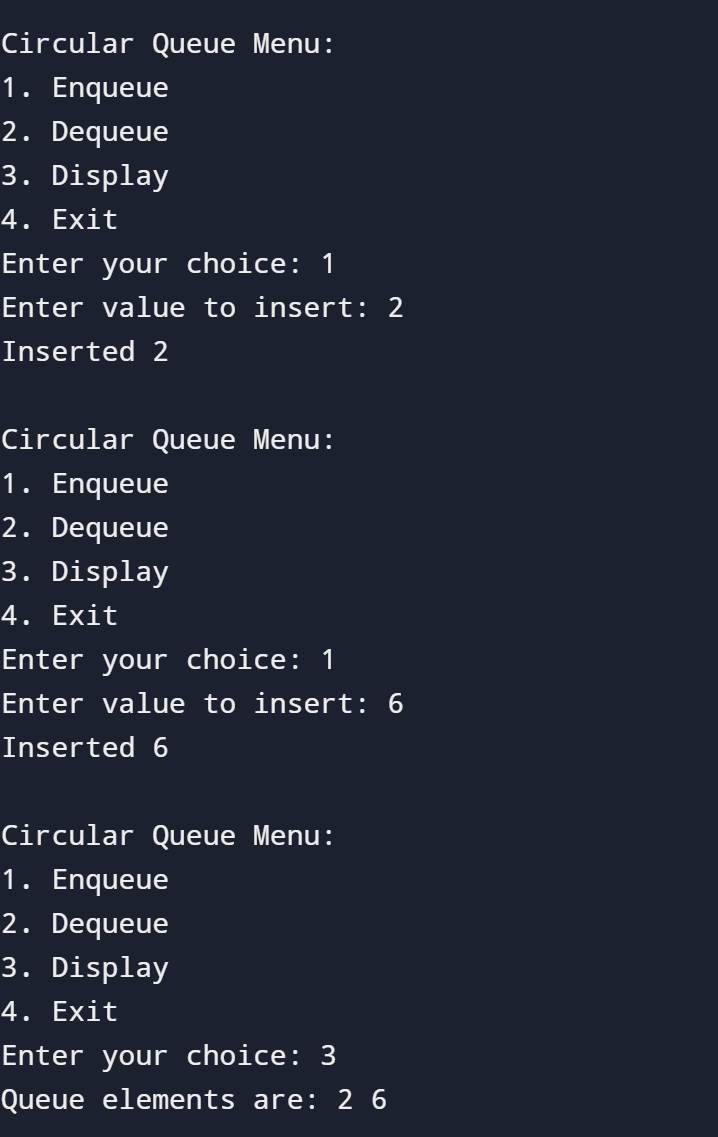 Circular Queue Menu:
1. Enqueue
2. Dequeue
3. Display
4. Exit
Enter your choice: 1
Enter value to insert: 2
Inserted 2

Circular Queue Menu:
1. Enqueue
2. Dequeue
3. Display
4. Exit
Enter your choice: 1
Enter value to insert: 6
Inserted 6

Circular Queue Menu:
1. Enqueue
2. Dequeue
3. Display
4. Exit
Enter your choice: 3
Queue elements are: 2 6